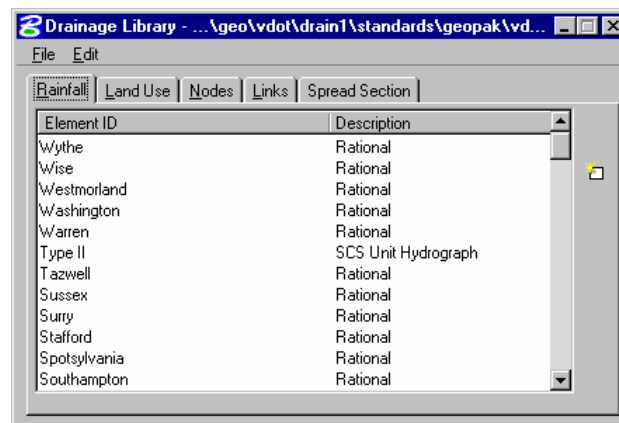 Drainage Library - ...\geo\vdot\drain1\standards\geopak\vd...
File Edit
Rainfall Land Use Nodes Links Spread Section
Element ID Description
Wythe Rational
Wise Rational
Westmorland Rational
Washington Rational
Warren Rational
Type II SCS Unit Hydrograph
Tazwell Rational
Sussex Rational
Surry Rational
Stafford Rational
Spotsylvania Rational
Southampton Rational